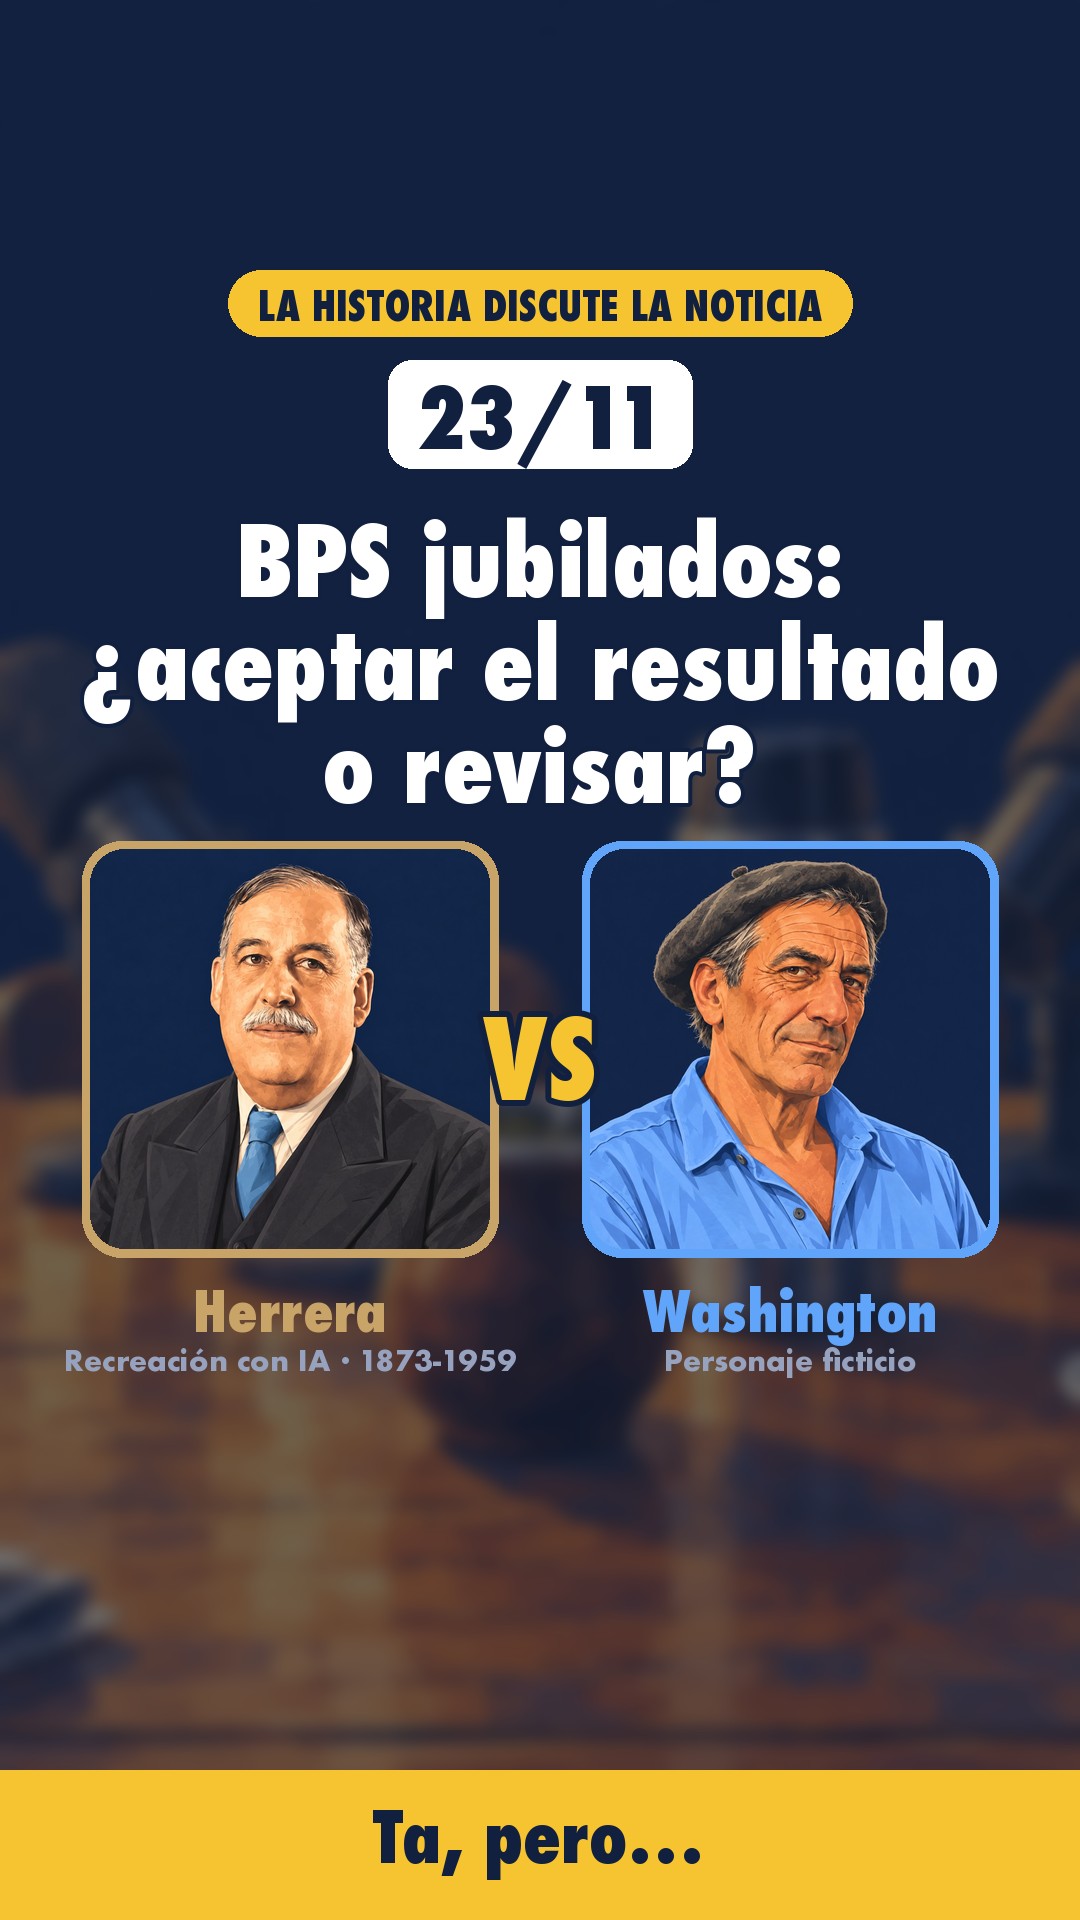 LA HISTORIA DISCUTE LA NOTICIA
23/11
BPS jubilados:
¿aceptar el resultado
o revisar?
VS
Herrera
Recreación con IA • 1873-1959
Washington
Personaje ficticio
Ta, pero...